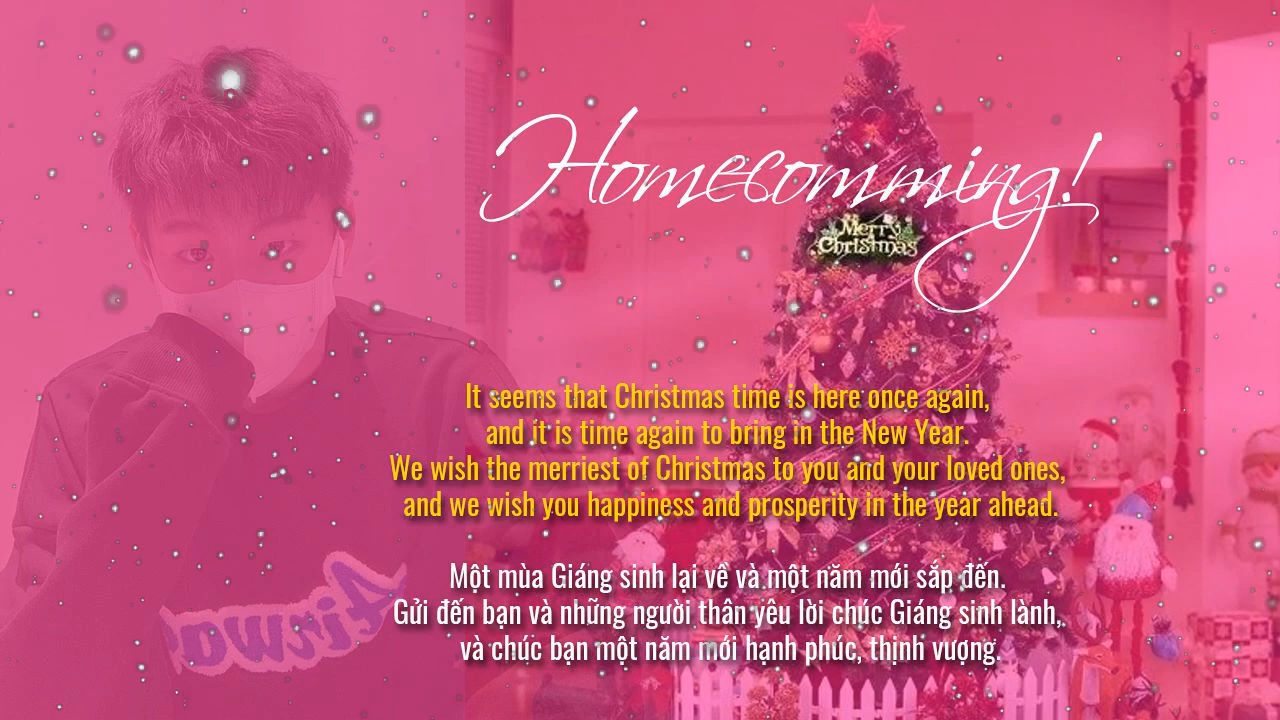 Homecomming!
Merry
Christmas
It seems that Christmas time is here once again,
and it is time again to bring in the New Year.
We wish the merriest of Christmas to you and your loved ones,
and we wish you happiness and prosperity in the year ahead.
Một mùa Giáng sinh lại về và một năm mới sắp đến.
Gửi đến bạn và những người thân yêu lời chúc Giáng sinh lành,
và chúc bạn một năm mới hạnh phúc, thịnh vượng.